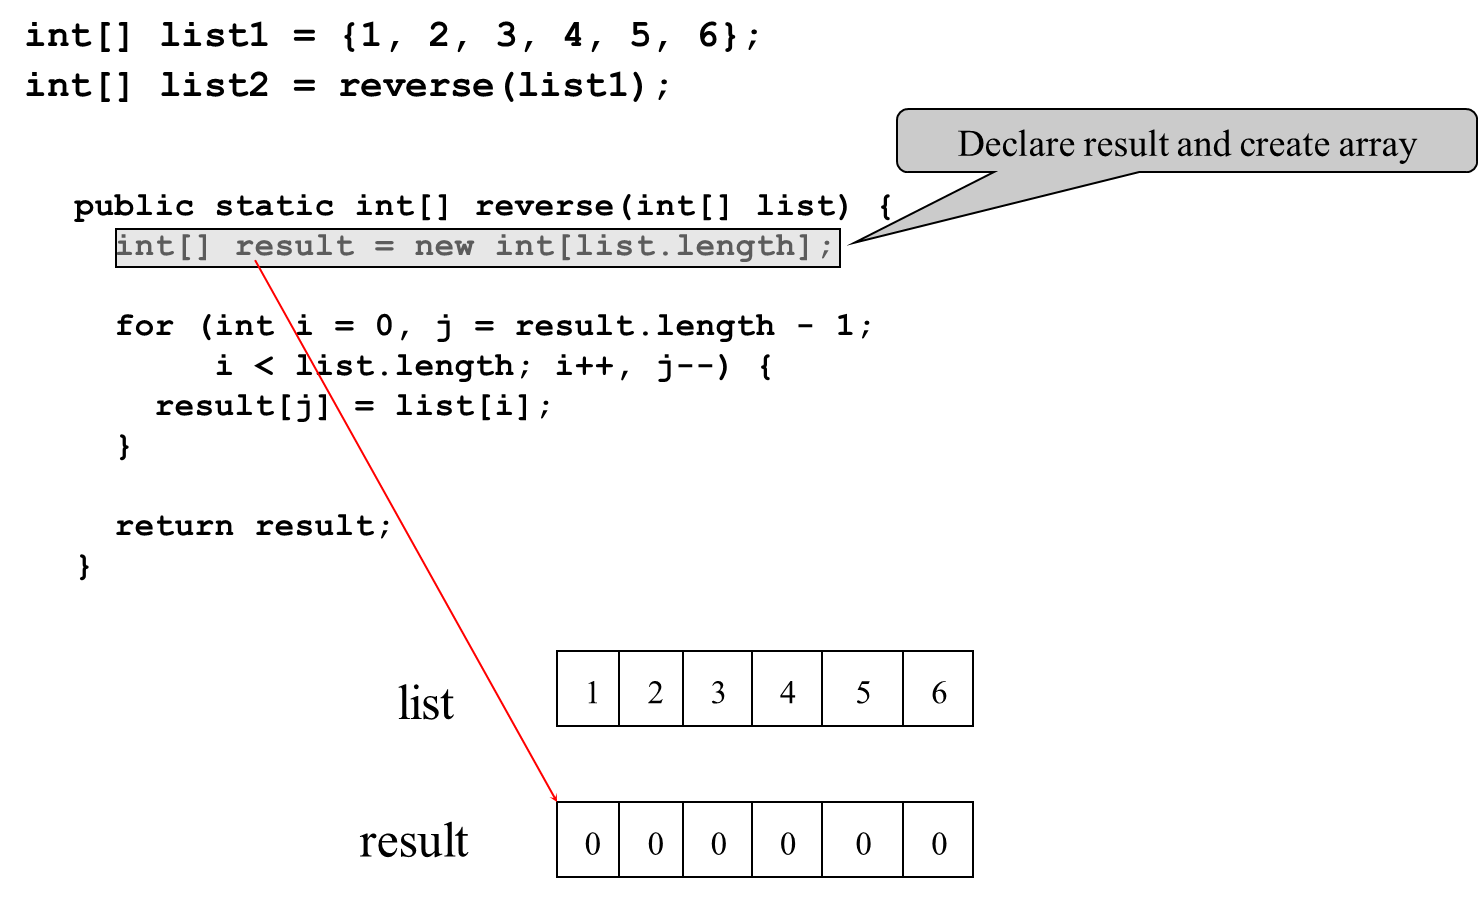 int[] list1 = {1, 2, 3, 4, 5, 6};
int[] list2 = reverse(list1);
Declare result and create array
public static int[] reverse(int[] list) {
int[] result = new int[list.length];
for (int i = 0, j = result.length - 1;
i < list.length; i++, j--) {
result[j] = list[i];
}
return result;
}
list 1 2 3 4 5 6
result 0 0 0 0 0 0